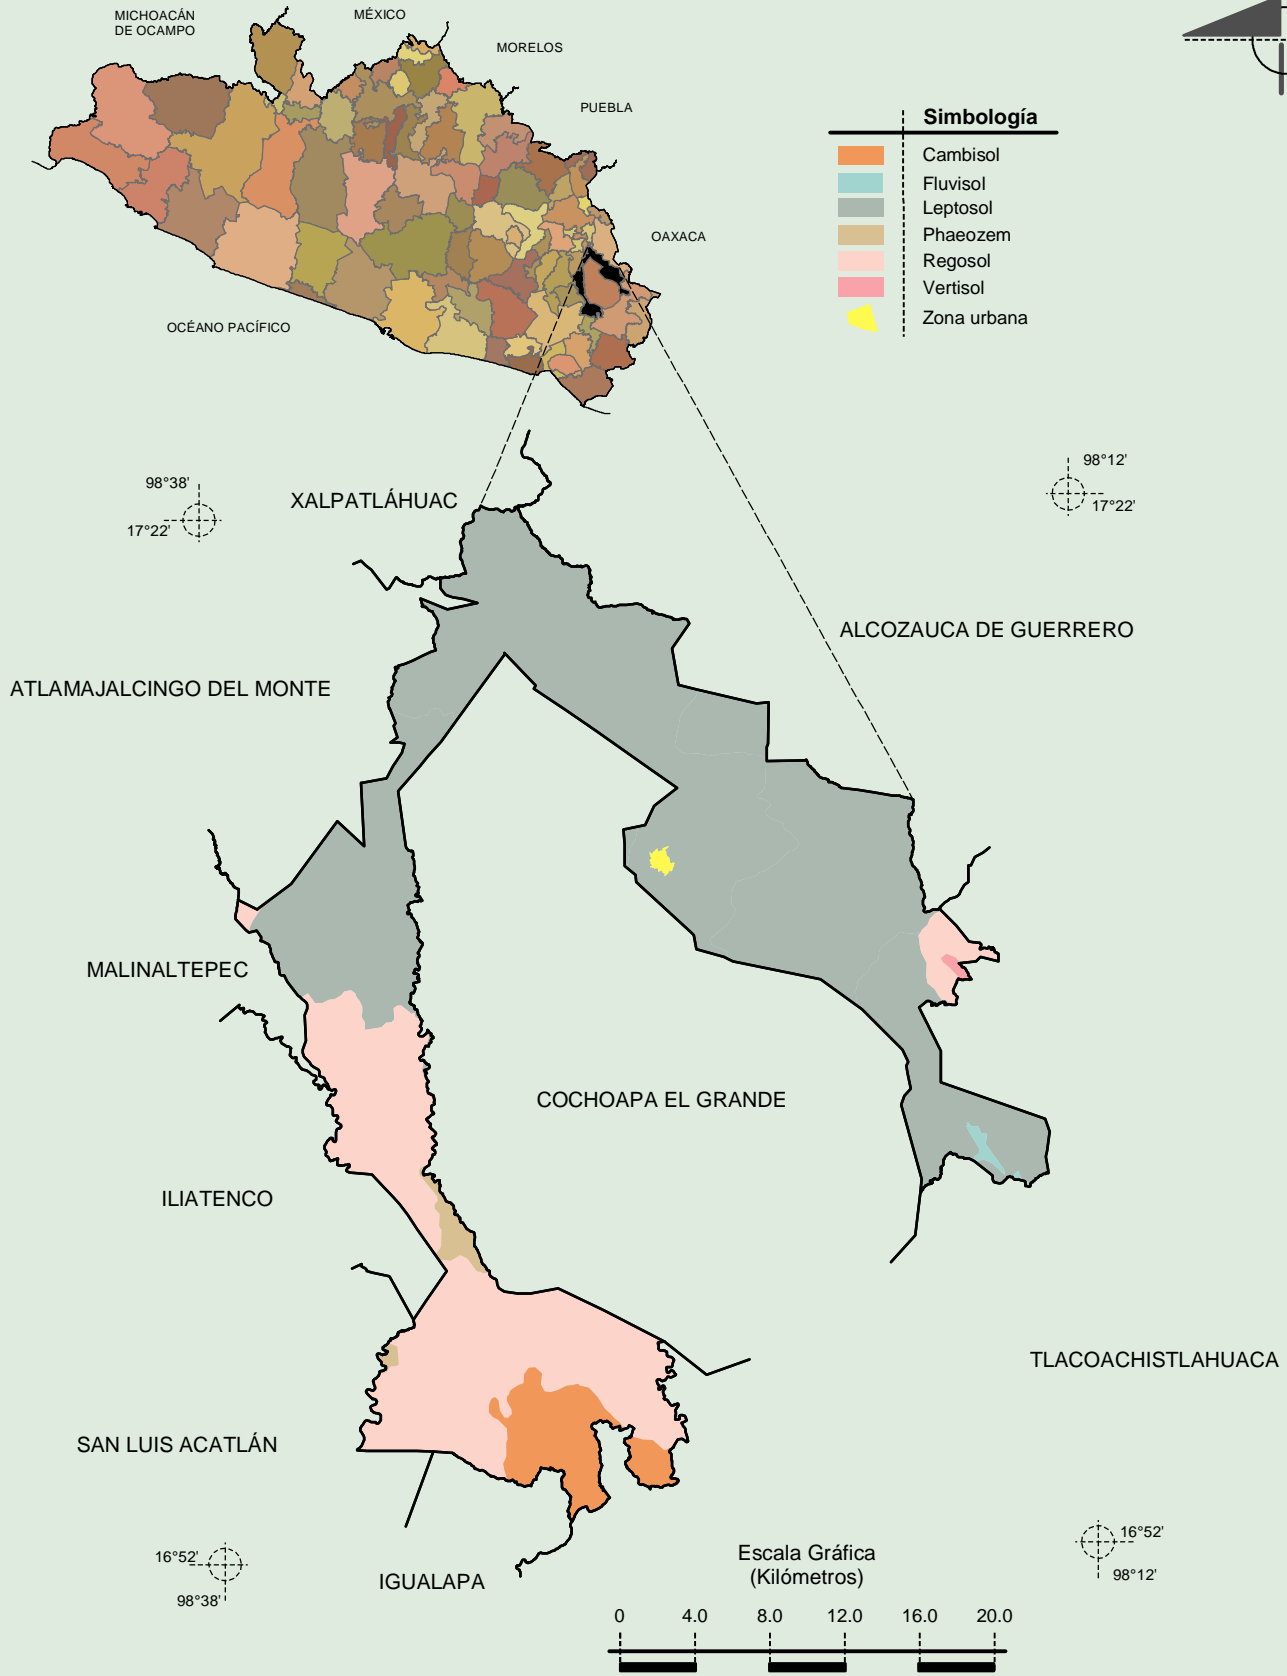 MICHOACÁN
DE OCAMPO
MÉXICO
MORELOS
PUEBLA
OAXACA
OCÉANO PACÍFICO
Simbología
Cambisol
Fluvisol
Leptosol
Phaeozem
Regosol
Vertisol
Zona urbana
98°38'
17°22'
98°12'
17°22'
XALPATLÁHUAC
ALCOZAUCA DE GUERRERO
ATLAMAJALCINGO DEL MONTE
MALINALTEPEC
COCHOAPA EL GRANDE
ILIATENCO
TLACOACHISTLAHUACA
SAN LUIS ACATLÁN
IGUALAPA
16°52'
98°38'
16°52'
98°12'
Escala Gráfica
(Kilómetros)
0 4.0 8.0 12.0 16.0 20.0